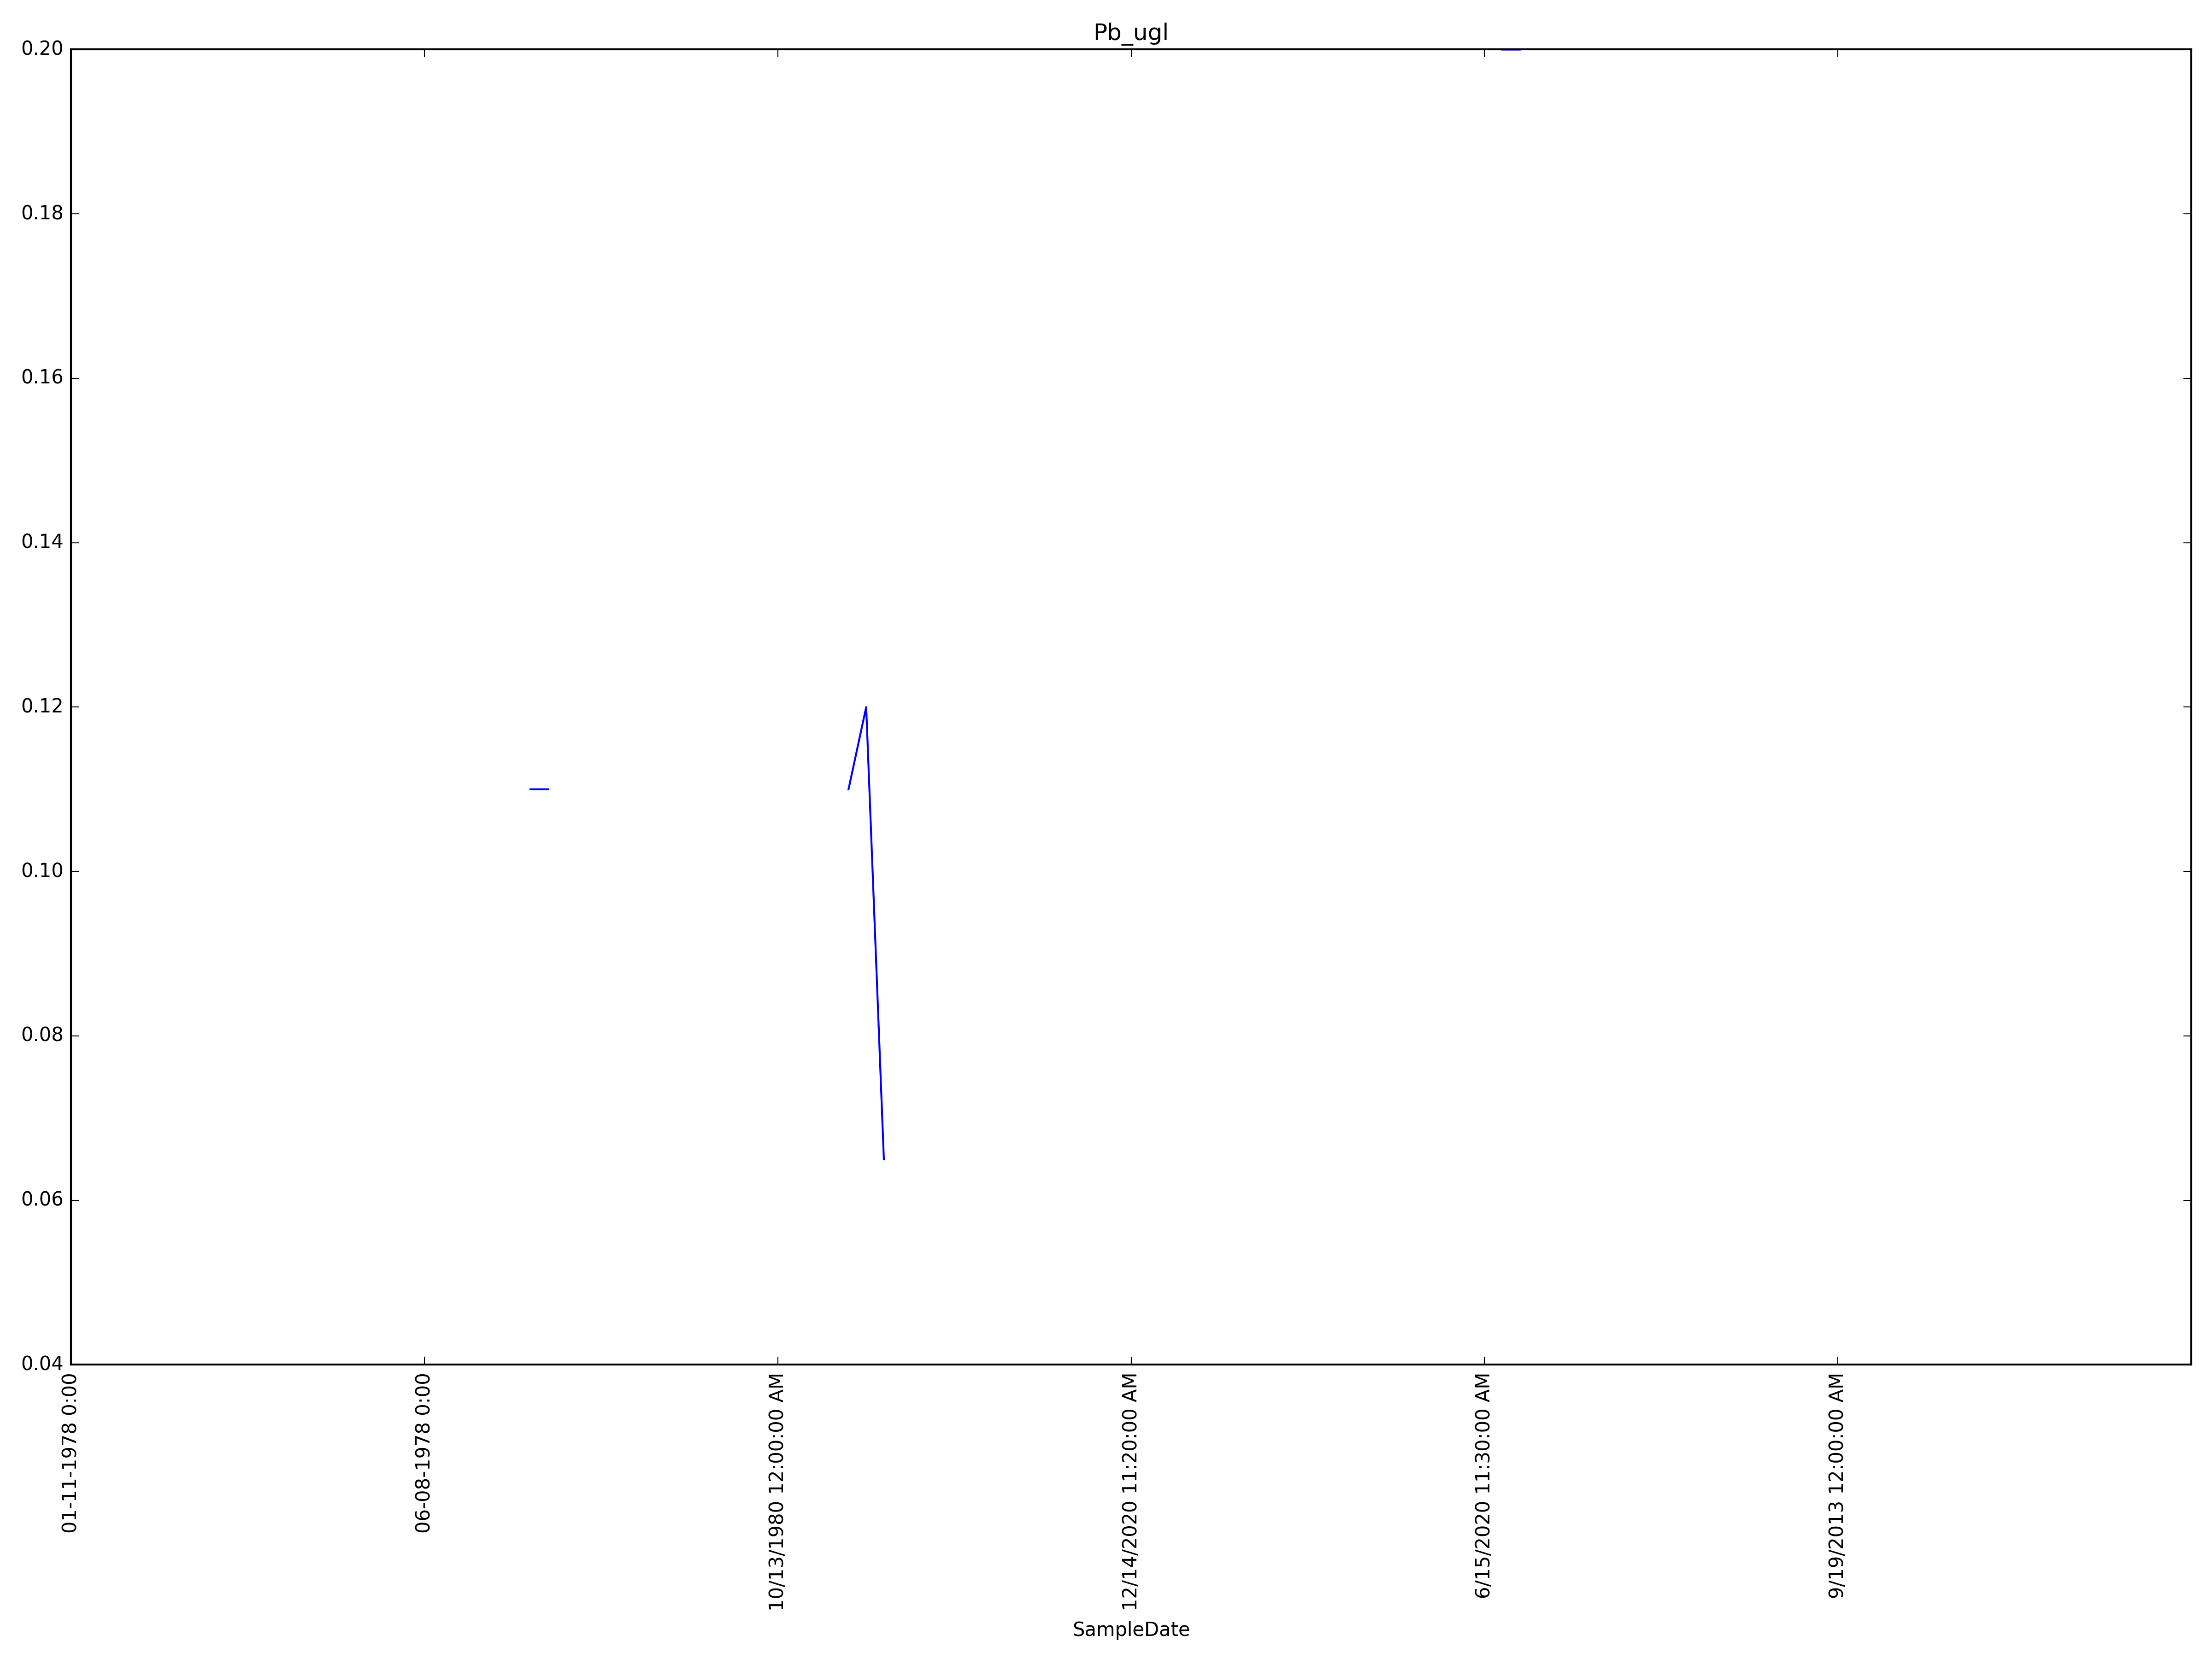 Pb_ugl
0.20
0.18
0.16
0.14
0.12
0.10
0.08
0.06
0.04
01-11-1978 0:00
06-08-1978 0:00
10/13/1980 12:00:00 AM
12/14/2020 11:20:00 AM
6/15/2020 11:30:00 AM
9/19/2013 12:00:00 AM
SampleDate